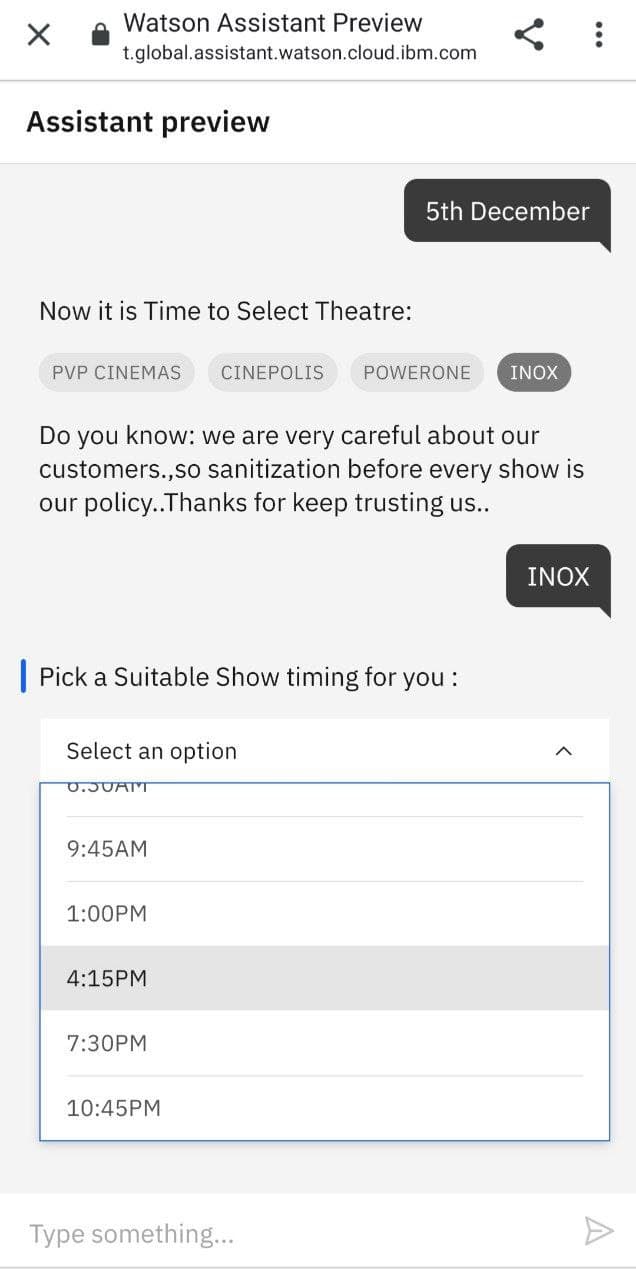 Watson Assistant Preview
t.global.assistant.watson.cloud.ibm.com
Assistant preview
5th December
Now it is Time to Select Theatre:
PVP CINEMAS CINEPOLIS POWERONE INOX
Do you know: we are very careful about our
customers.,so sanitization before every show is
our policy..Thanks for keep trusting us..
INOX
Pick a Suitable Show timing for you :
Select an option
6:30AM
9:45AM
1:00PM
4:15PM
7:30PM
10:45PM
Type something...